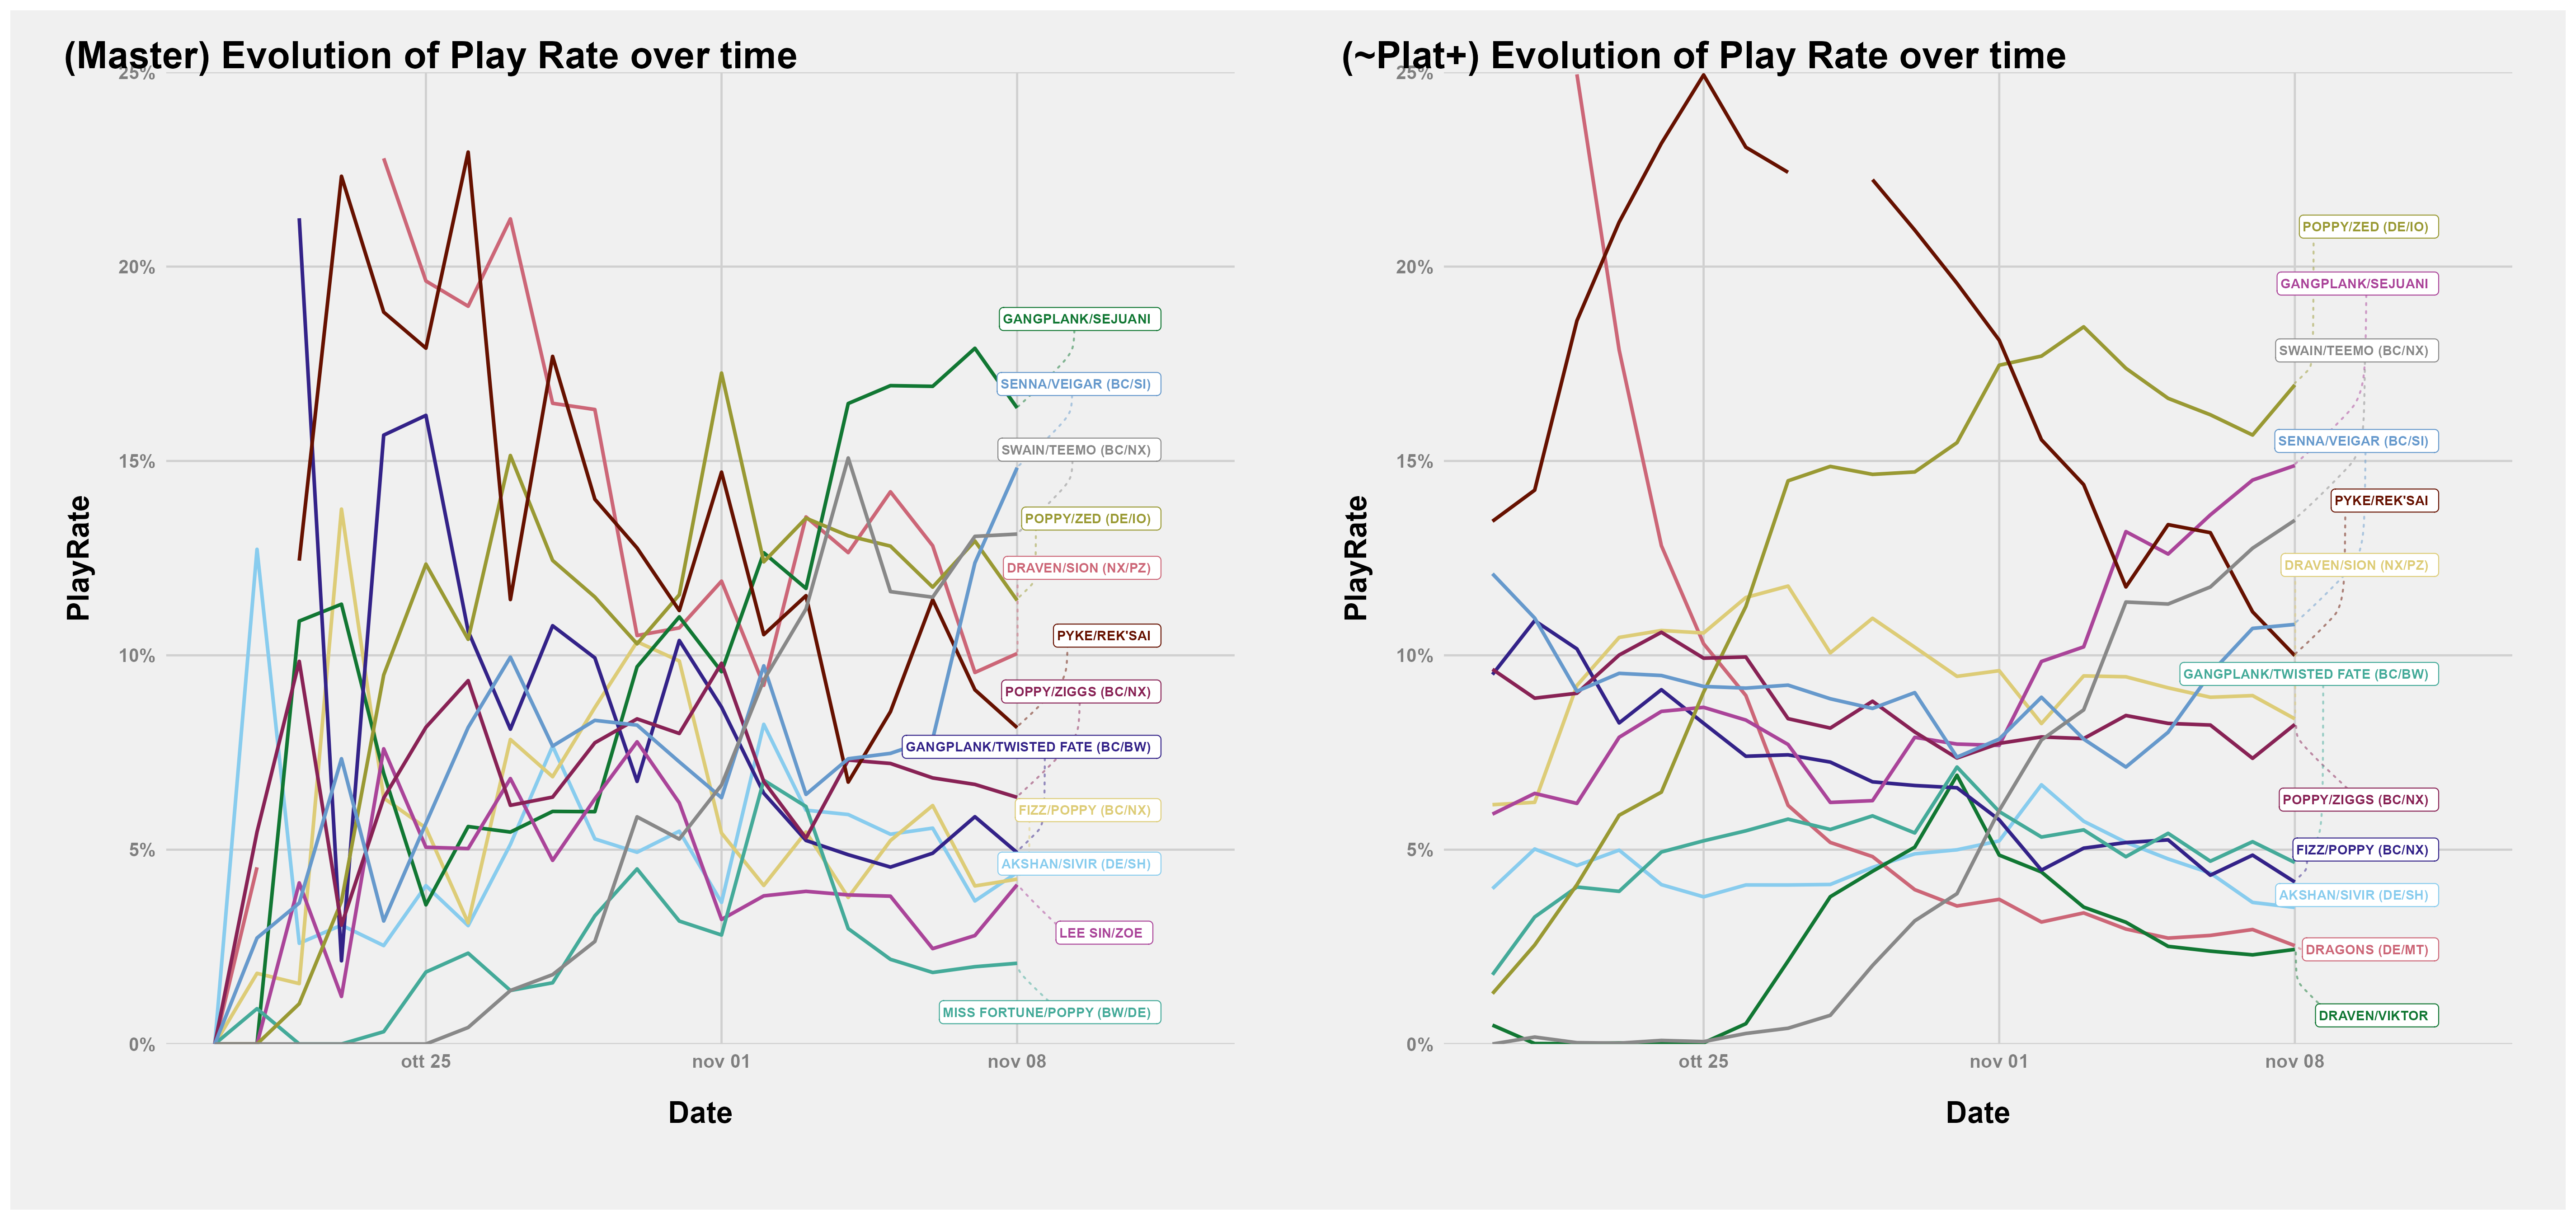 (Master) Evolution of Play Rate over time
25%
20%
15%
10%
5%
0%
PlayRate
ott 25
nov 01
nov 08
Date
GANGPLANK/SEJUANI
SENNA/VEIGAR (BC/SI)
SWAIN/TEEMO (BC/NX)
POPPY/ZED (DE/IO)
DRAVEN/SION (NX/PZ)
PYKE/REK'SAI
POPPY/ZIGGS (BC/NX)
GANGPLANK/TWISTED FATE (BC/BW)
FIZZ/POPPY (BC/NX)
AKSHAN/SIVIR (DE/SH)
LEE SIN/ZOE
MISS FORTUNE/POPPY (BW/DE)
(~Plat+) Evolution of Play Rate over time
25%
20%
15%
10%
5%
0%
PlayRate
ott 25
nov 01
nov 08
Date
POPPY/ZED (DE/IO)
GANGPLANK/SEJUANI
SWAIN/TEEMO (BC/NX)
SENNA/VEIGAR (BC/SI)
PYKE/REK'SAI
DRAVEN/SION (NX/PZ)
GANGPLANK/TWISTED FATE (BC/BW)
POPPY/ZIGGS (BC/NX)
FIZZ/POPPY (BC/NX)
AKSHAN/SIVIR (DE/SH)
DRAGONS (DE/MT)
DRAVEN/VIKTOR